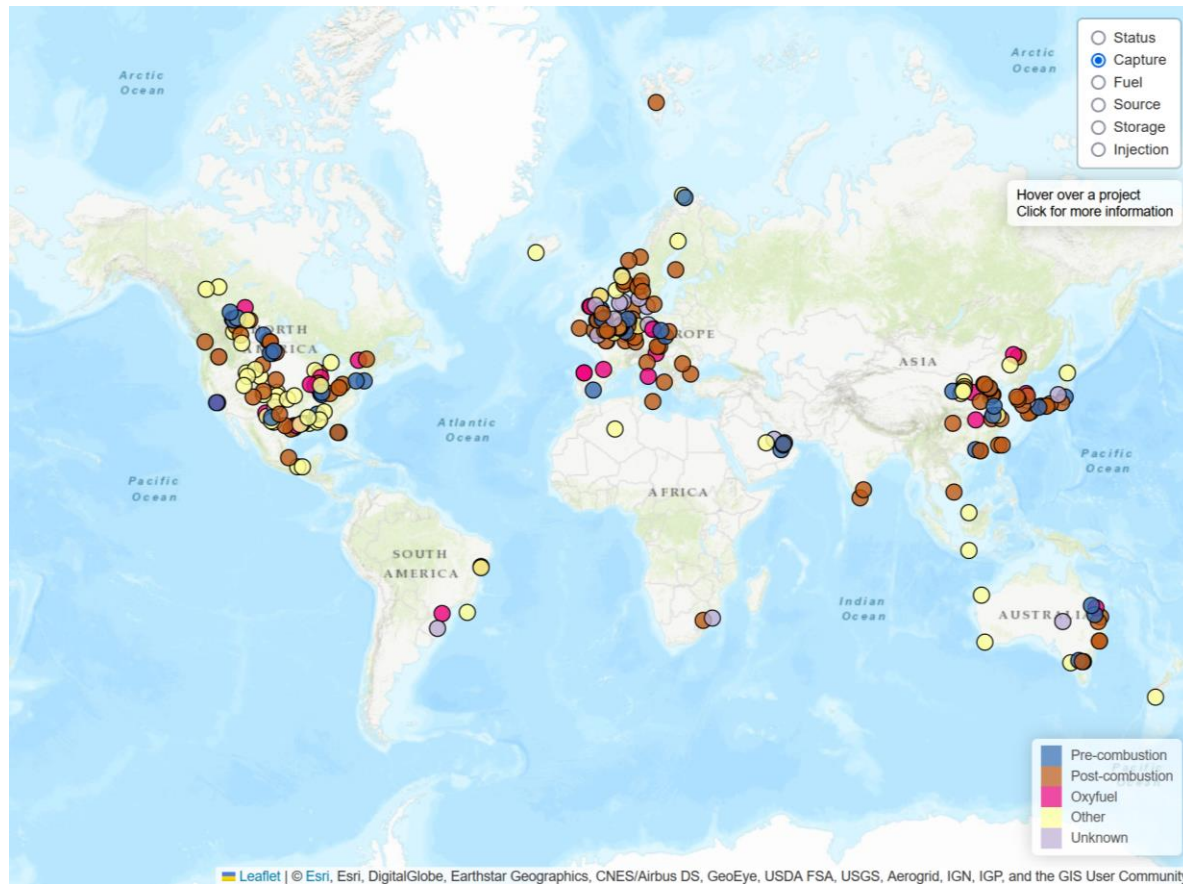 Arctic
Ocean
Arctic
Ocean
Status
Capture
Fuel
Source
Storage
Injection
Hover over a project
Click for more information
NORTH
AMERICA
ASIA
Atlantic
Ocean
Pacific
Ocean
Pacific
Ocean
AFRICA
SOUTH
AMERICA
Indian
Ocean
AUSTRALIA
Pre-combustion
Post-combustion
Oxyfuel
Other
Unknown
Leaflet | © Esri, Esri, DigitalGlobe, Earthstar Geographics, CNES/Airbus DS, GeoEye, USDA FSA, USGS, Aerogrid, IGN, IGP, and the GIS User Community